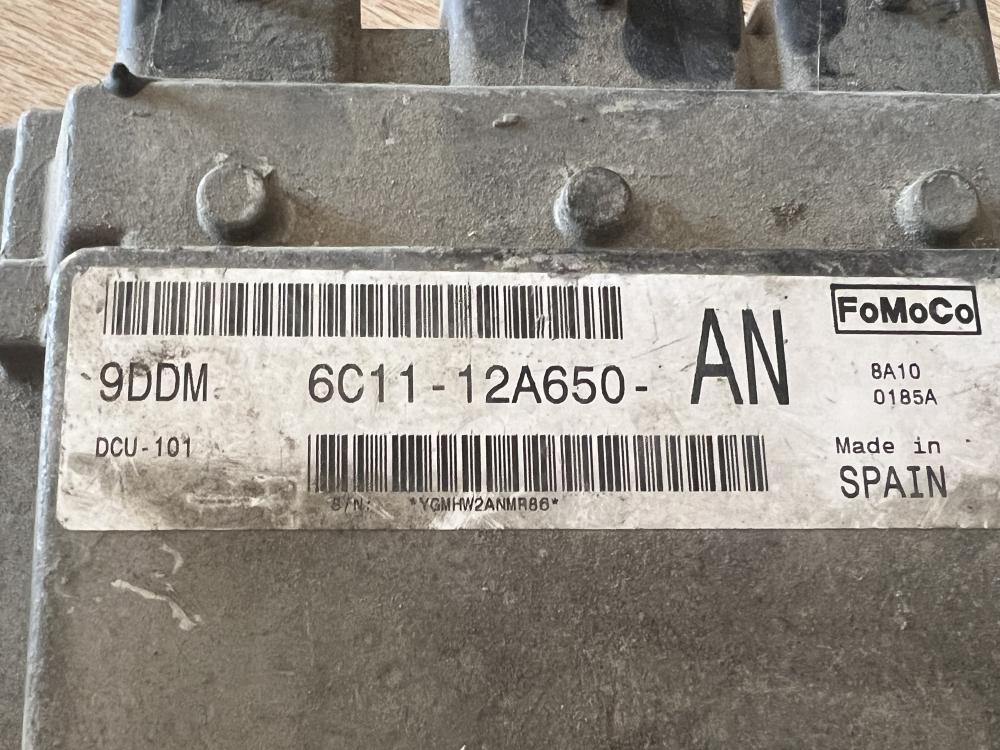 FoMoCo
9DDM 6C11-12A650- AN
8A10
0185A
DCU-101
Made in
SPAIN
S/N: *YGMHW2ANMR86*